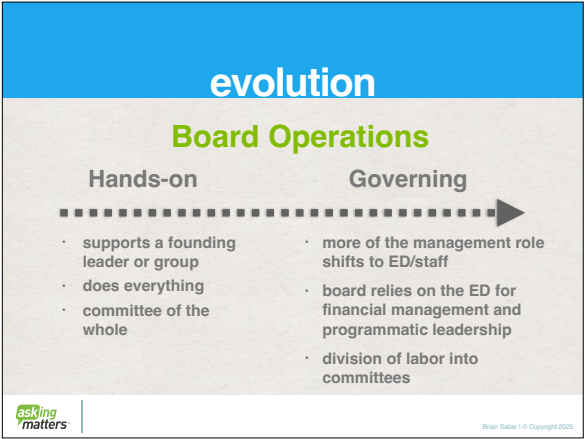 evolution
Board Operations
Hands-on
Governing
· supports a founding
leader or group
· does everything
· committee of the
whole
· more of the management role
shifts to ED/staff
· board relies on the ED for
financial management and
programmatic leadership
· division of labor into
committees
asking
matters
Brian Saber | © Copyright 2025